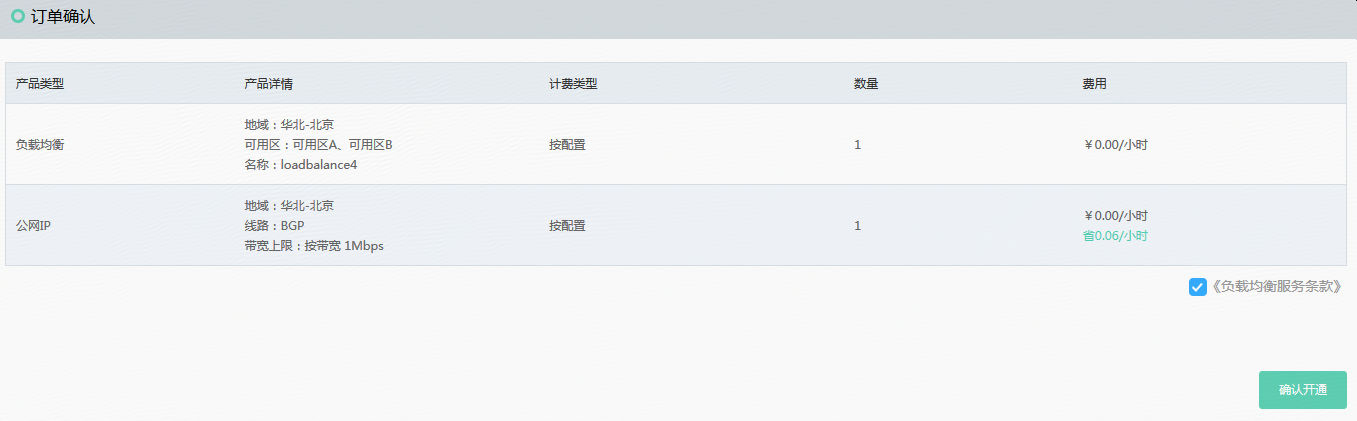 订单确认
产品类型 产品详情 计费类型 数量 费用
地域：华北-北京
负载均衡 可用区：可用区A、可用区B 按配置 1 ￥0.00/小时
名称：loadbalance4
地域：华北-北京
￥0.00/小时
公网IP 线路：BGP 按配置 1
省0.06/小时
带宽上限：按带宽 1Mbps
《负载均衡服务条款》
确认开通